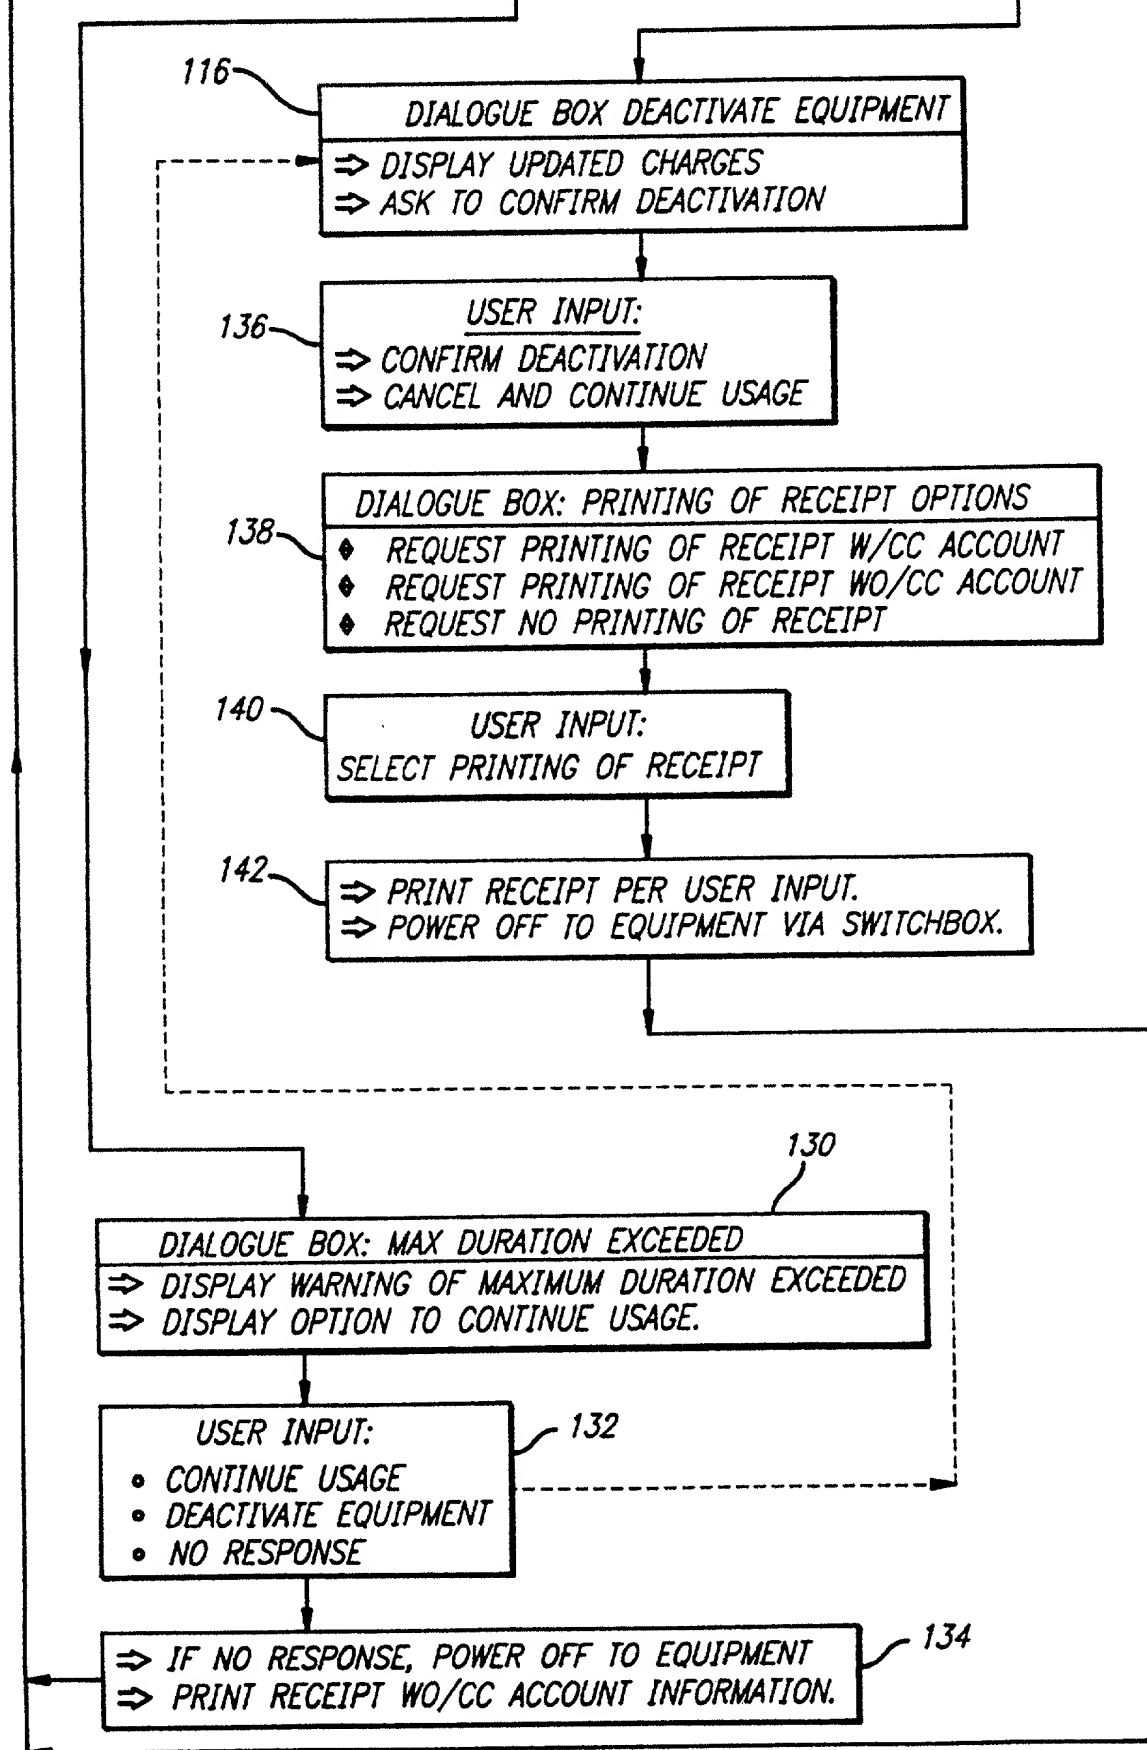 116
DIALOGUE BOX DEACTIVATE EQUIPMENT
⇒ DISPLAY UPDATED CHARGES
⇒ ASK TO CONFIRM DEACTIVATION
136
USER INPUT:
⇒ CONFIRM DEACTIVATION
⇒ CANCEL AND CONTINUE USAGE
138
DIALOGUE BOX: PRINTING OF RECEIPT OPTIONS
♦ REQUEST PRINTING OF RECEIPT W/CC ACCOUNT
♦ REQUEST PRINTING OF RECEIPT WO/CC ACCOUNT
♦ REQUEST NO PRINTING OF RECEIPT
140
USER INPUT:
SELECT PRINTING OF RECEIPT
142
⇒ PRINT RECEIPT PER USER INPUT.
⇒ POWER OFF TO EQUIPMENT VIA SWITCHBOX.
130
DIALOGUE BOX: MAX DURATION EXCEEDED
⇒ DISPLAY WARNING OF MAXIMUM DURATION EXCEEDED
⇒ DISPLAY OPTION TO CONTINUE USAGE.
132
USER INPUT:
• CONTINUE USAGE
• DEACTIVATE EQUIPMENT
• NO RESPONSE
134
⇒ IF NO RESPONSE, POWER OFF TO EQUIPMENT
⇒ PRINT RECEIPT WO/CC ACCOUNT INFORMATION.